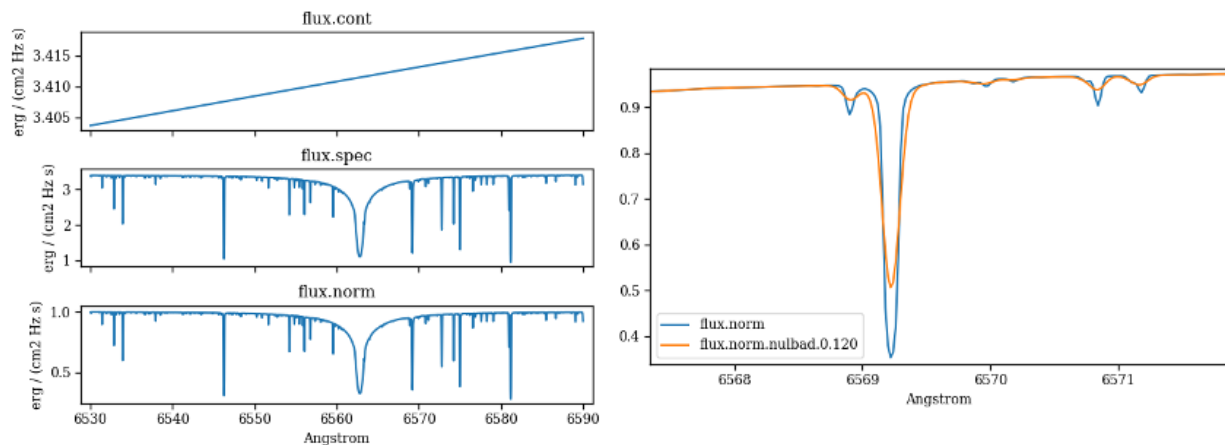 flux.cont
erg / (cm2 Hz s)
3.415
3.410
3.405
flux.spec
erg / (cm2 Hz s)
3
2
1
flux.norm
erg / (cm2 Hz s)
1.0
0.5
6530 6540 6550 6560 6570 6580 6590
Angstrom
0.9
0.8
0.7
0.6
0.5
0.4
flux.norm
flux.norm.nulbad.0.120
6568 6569 6570 6571
Angstrom